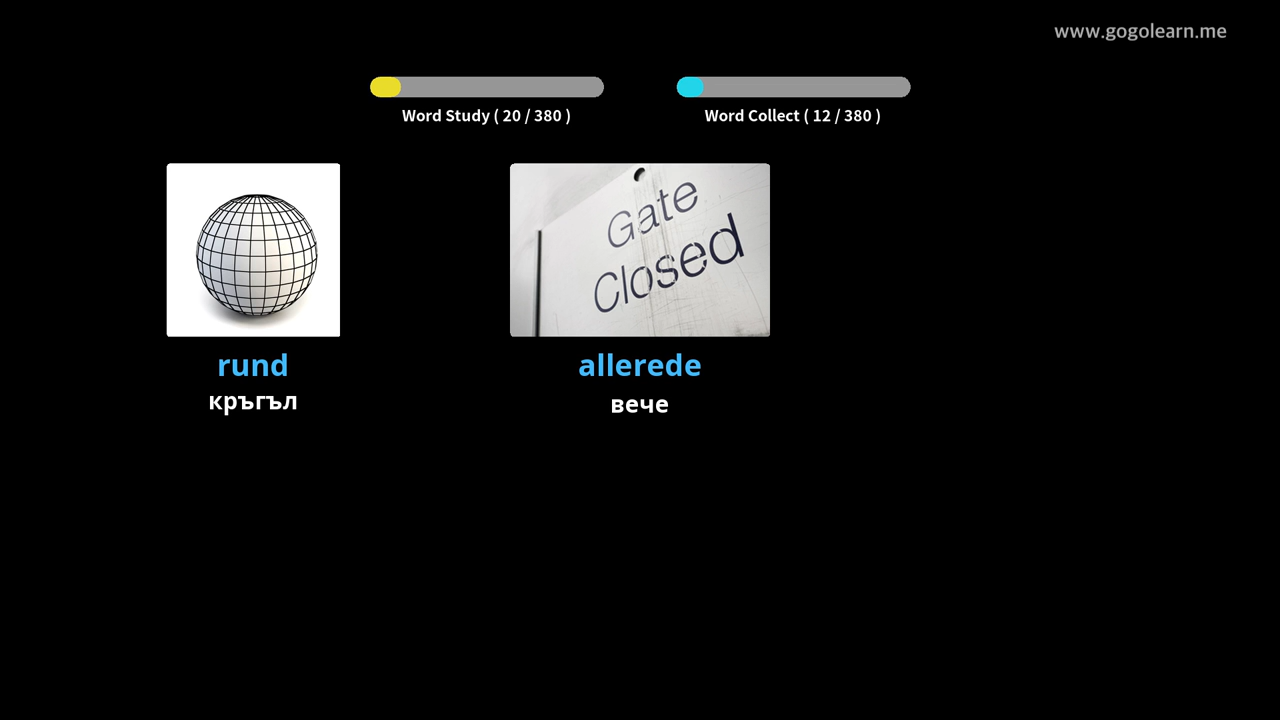 www.gogolearn.me
Word Study ( 20 / 380 )
Word Collect ( 12 / 380 )
Gate
Closed
rund
кръгъл
allerede
вече